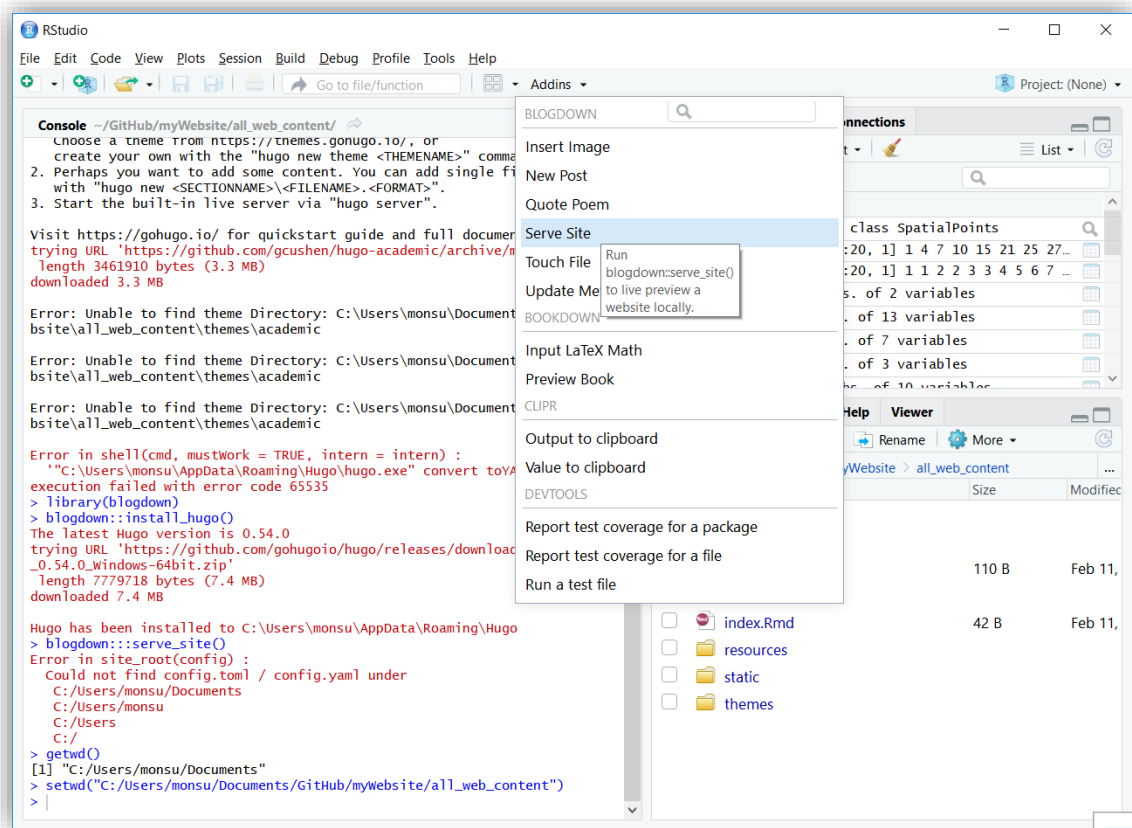 RStudio
File Edit Code View Plots Session Build Debug Profile Tools Help
Go to file/function
Addins
Project: (None)
Console ~/GitHub/myWebsite/all_web_content/
Choose a theme from https://themes.gohugo.io/, or
create your own with the "hugo new theme <THEMENAME>"
2. Perhaps you want to add some content. You can add single
with "hugo new <SECTIONNAME>\<FILENAME>.<FORMAT>".
3. Start the built-in live server via "hugo server".
Visit https://gohugo.io/ for quickstart guide and full
trying URL 'https://github.com/gcushen/hugo-academic/archive/
length 3461910 bytes (3.3 MB)
downloaded 3.3 MB
Error: Unable to find theme Directory: C:\Users\monsu\Document
bsite\all_web_content\themes\academic
Error: Unable to find theme Directory: C:\Users\monsu\Document
bsite\all_web_content\themes\academic
Error: Unable to find theme Directory: C:\Users\monsu\Document
bsite\all_web_content\themes\academic
Error in shell(cmd, mustWork = TRUE, intern = intern) :
'"C:\Users\monsu\AppData\Roaming\Hugo\hugo.exe" convert toYA
execution failed with error code 65535
> library(blogdown)
> blogdown::install_hugo()
The latest Hugo version is 0.54.0
trying URL 'https://github.com/gohugoio/hugo/releases/download
_0.54.0_Windows-64bit.zip'
length 7779718 bytes (7.4 MB)
downloaded 7.4 MB
Hugo has been installed to C:\Users\monsu\AppData\Roaming\Hugo
> blogdown:::serve_site()
Error in site_root(config) :
Could not find config.toml / config.yaml under
C:/Users/monsu/Documents
C:/Users/monsu
C:/Users
C:/
> getwd()
[1] "C:/Users/monsu/Documents"
> setwd("C:/Users/monsu/Documents/GitHub/myWebsite/all_web_content")
>
BLOGDOWN
Insert Image
New Post
Quote Poem
Serve Site
Touch File
Update Me
Run
blogdown::serve_site()
to live preview a
website locally.
BOOKDOWN
Input LaTeX Math
Preview Book
CLIPR
Output to clipboard
Value to clipboard
DEVTOOLS
Report test coverage for a package
Report test coverage for a file
Run a test file
nnections
t
List
class SpatialPoints
:20, 1] 1 4 7 10 15 21 25 27…
:20, 1] 1 1 2 2 3 3 4 5 6 7 …
s. of 2 variables
. of 13 variables
. of 7 variables
. of 3 variables
of 10 variables
Help Viewer
Rename More
yWebsite > all_web_content ...
Size Modified
110 B Feb 11,
index.Rmd 42 B Feb 11,
resources
static
themes